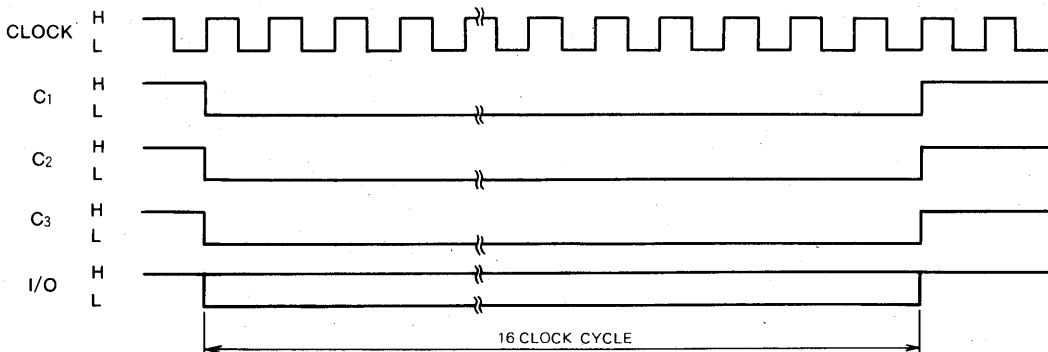 CLOCK H
L
C1 H
L
C2 H
L
C3 H
L
I/O H
L
16 CLOCK CYCLE